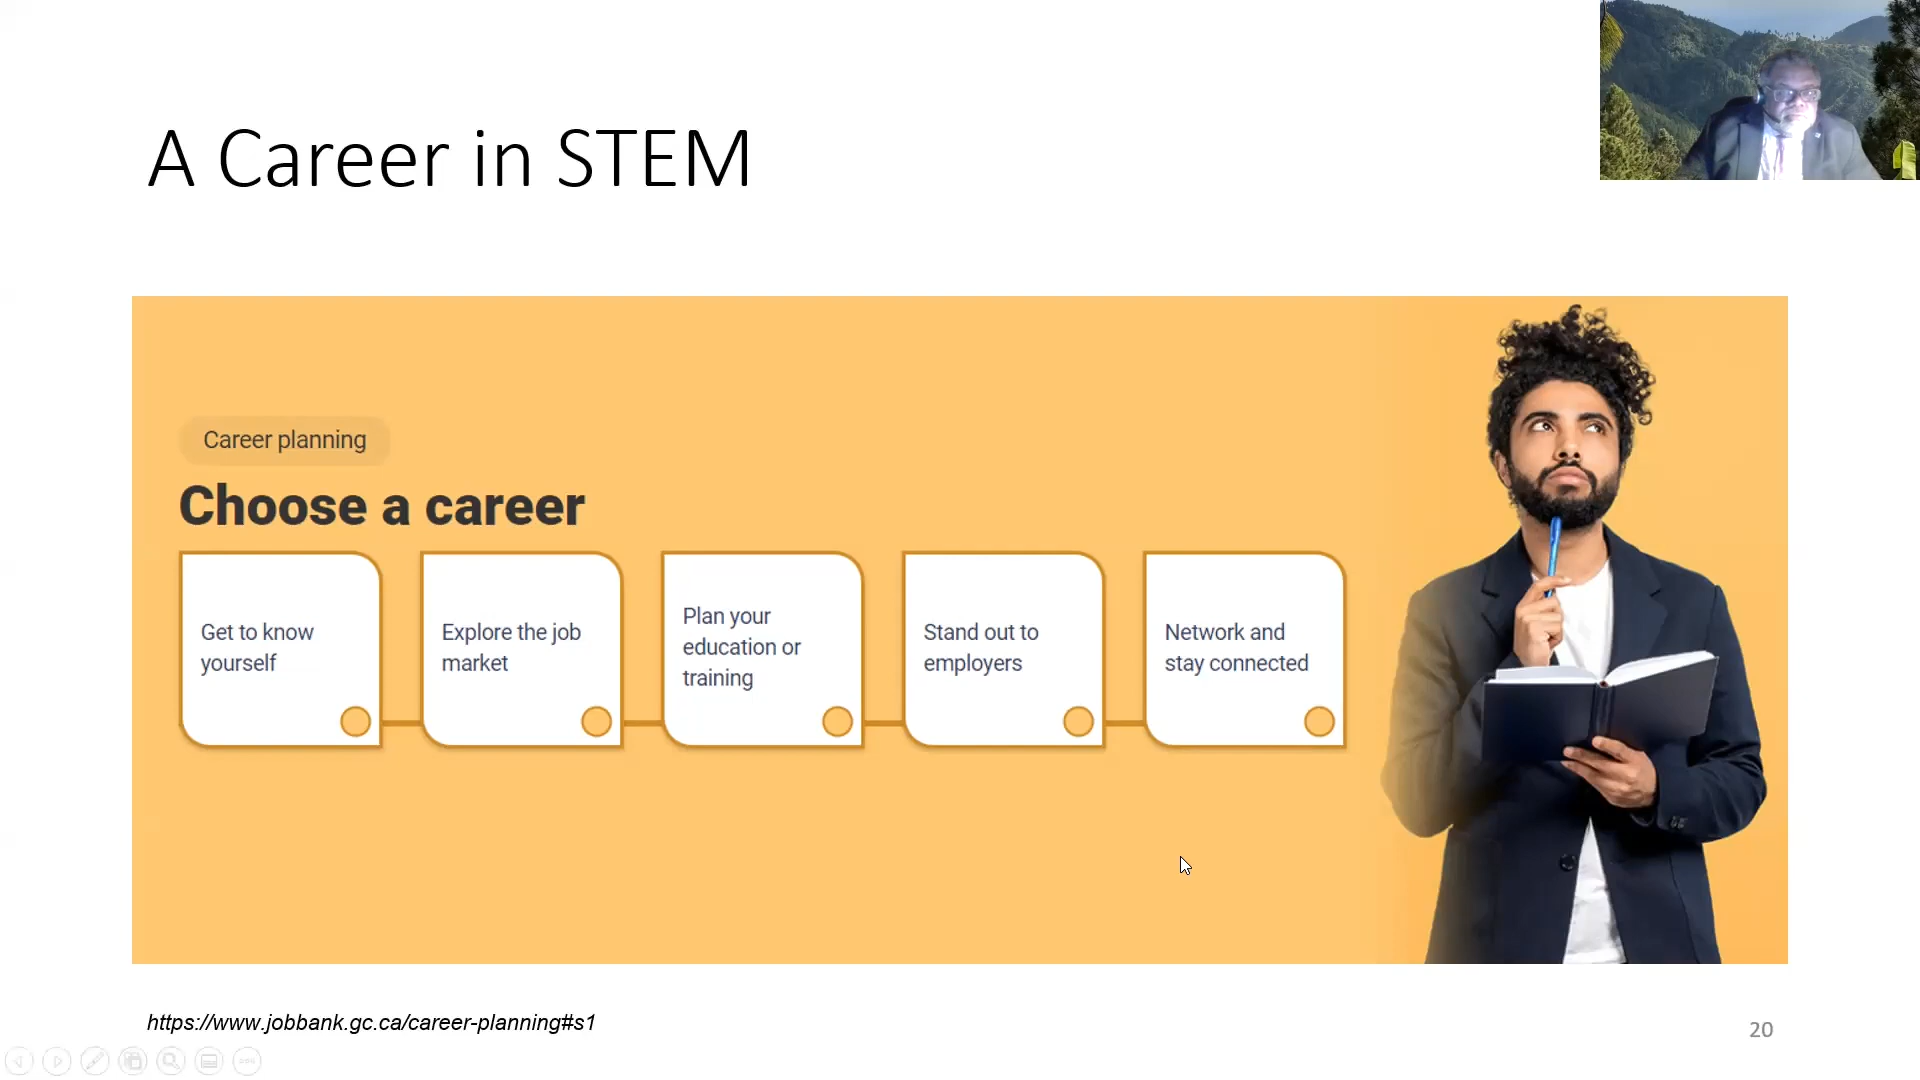 A Career in STEM
Career planning
Choose a career
Get to know
yourself
Explore the job
market
Plan your
education or
training
Stand out to
employers
Network and
stay connected
https://www.jobbank.gc.ca/career-planning#s1
20